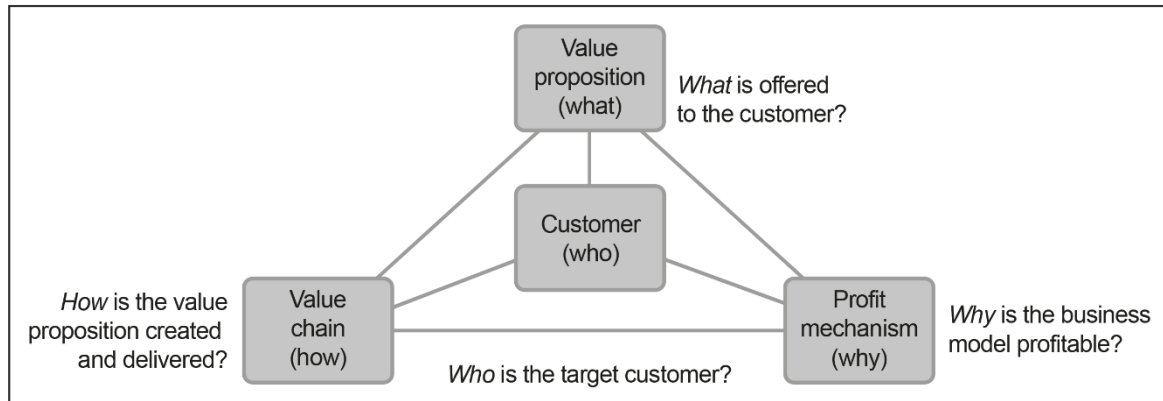 Value
proposition
(what)
What is offered
to the customer?
Customer
(who)
How is the value
proposition created
and delivered?
Value
chain
(how)
Profit
mechanism
(why)
Why is the business
model profitable?
Who is the target customer?